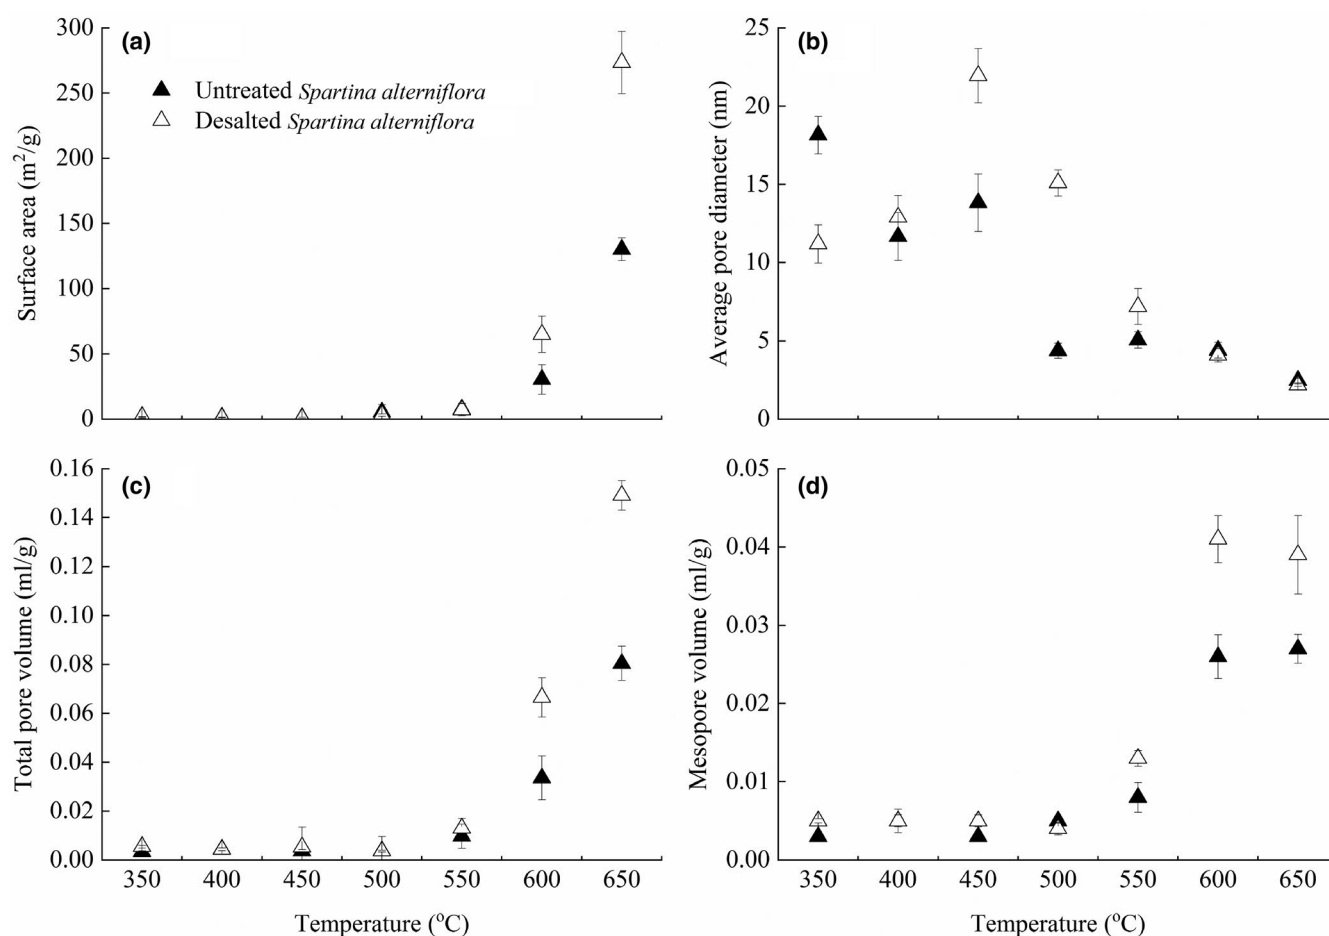 (a)
Untreated Spartina alterniflora
Desalted Spartina alterniflora
Surface area (m²/g)
300
250
200
150
100
50
0
(b)
Average pore diameter (nm)
25
20
15
10
5
0
(c)
Total pore volume (ml/g)
0.16
0.14
0.12
0.10
0.08
0.06
0.04
0.02
0.00
350 400 450 500 550 600 650
Temperature (°C)
(d)
Mesopore volume (ml/g)
0.05
0.04
0.03
0.02
0.01
0.00
350 400 450 500 550 600 650
Temperature (°C)